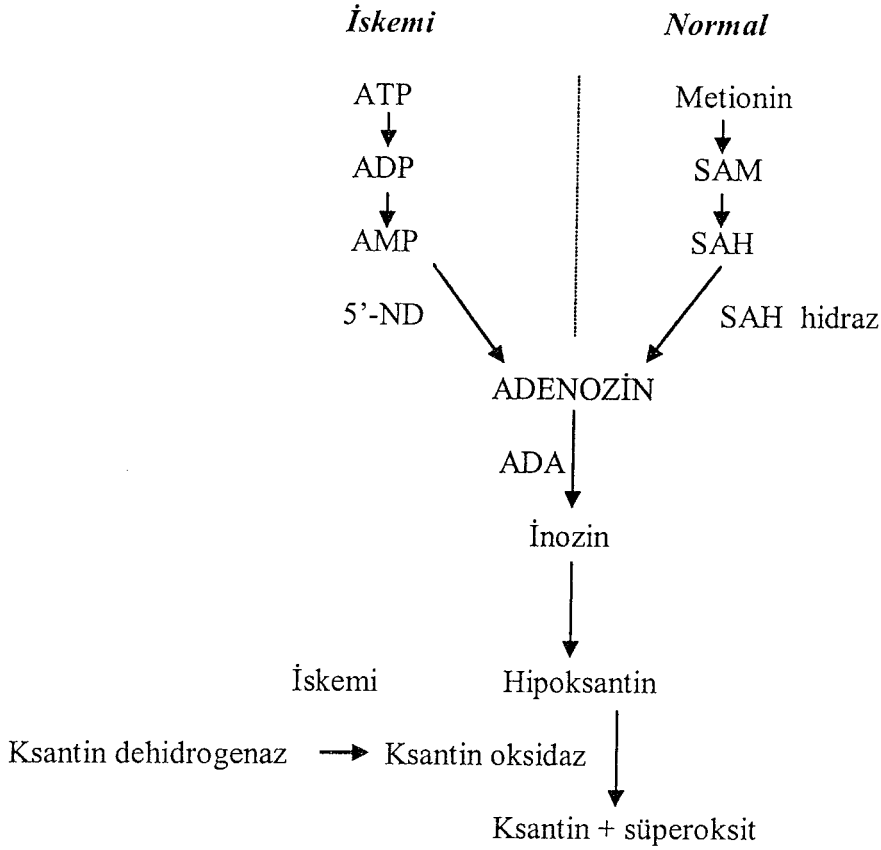 İskemi Normal
ATP Metionin
ADP SAM
AMP SAH
5’-ND SAH hidraz
ADENOZİN
ADA
İnozin
İskemi Hipoksantin
Ksantin dehidrogenaz Ksantin oksidaz
Ksantin + süperoksit